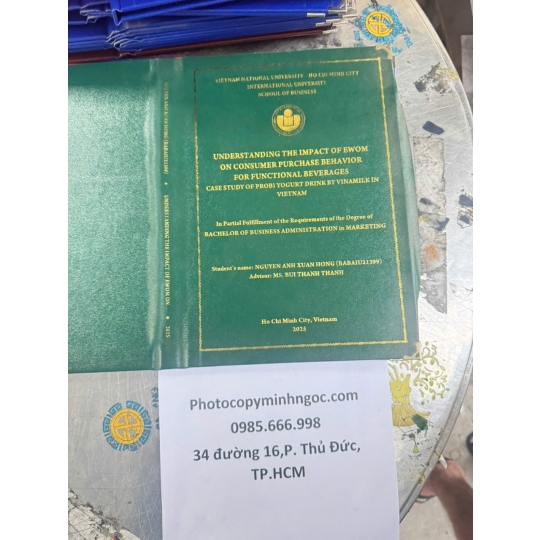 VIETNAM NATIONAL UNIVERSITY - HO CHI MINH CITY
INTERNATIONAL UNIVERSITY
SCHOOL OF BUSINESS
UNDERSTANDING THE IMPACT OF EWOM
ON CONSUMER PURCHASE BEHAVIOR
FOR FUNCTIONAL BEVERAGES
CASE STUDY OF PROBI YOGURT DRINK BY VINAMILK IN
VIETNAM
In Partial Fulfillment of the Requirements of the Degree of
BACHELOR OF BUSINESS ADMINISTRATION in MARKETING
Student's name: NGUYEN ANH XUAN HONG (BABAIU21399)
Advisor: MS. BUI THANH THANH
Ho Chi Minh City, Vietnam
2025
Photocopyminhngoc.com
0985.666.998
34 đường 16,P. Thủ Đức,
TP.HCM